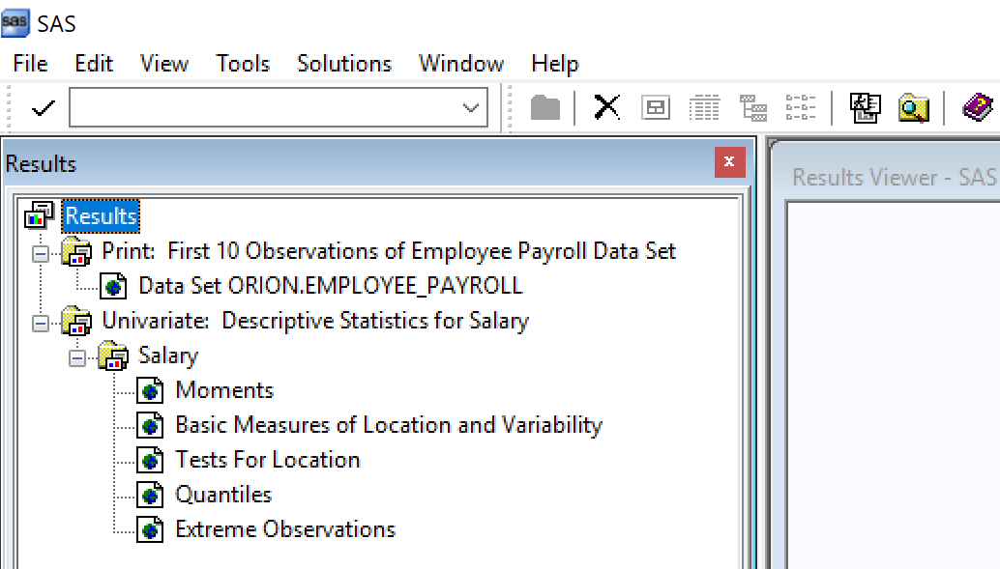 sas SAS
File Edit View Tools Solutions Window Help
Results
Results Viewer - SAS
Results
Print: First 10 Observations of Employee Payroll Data Set
Data Set ORION.EMPLOYEE_PAYROLL
Univariate: Descriptive Statistics for Salary
Salary
Moments
Basic Measures of Location and Variability
Tests For Location
Quantiles
Extreme Observations